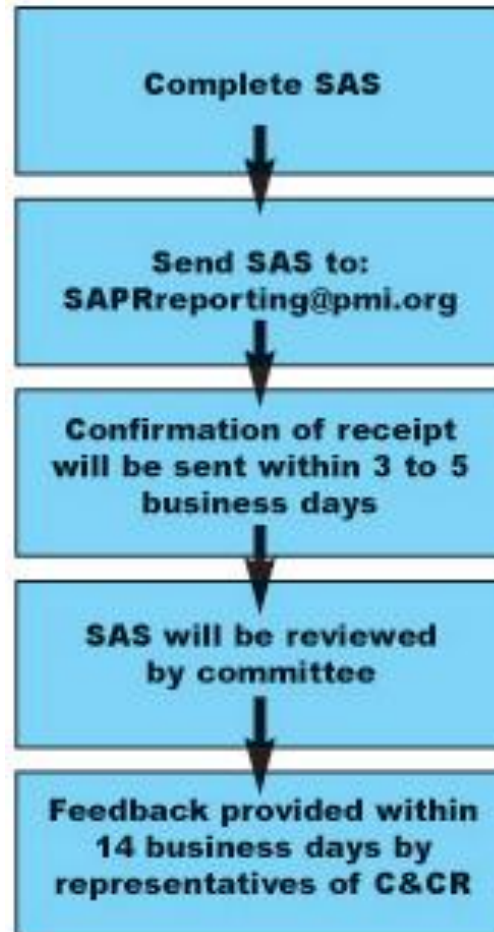 Complete SAS
Send SAS to:
SAPRreporting@pmi.org
Confirmation of receipt
will be sent within 3 to 5
business days
SAS will be reviewed
by committee
Feedback provided within
14 business days by
representatives of C&CR